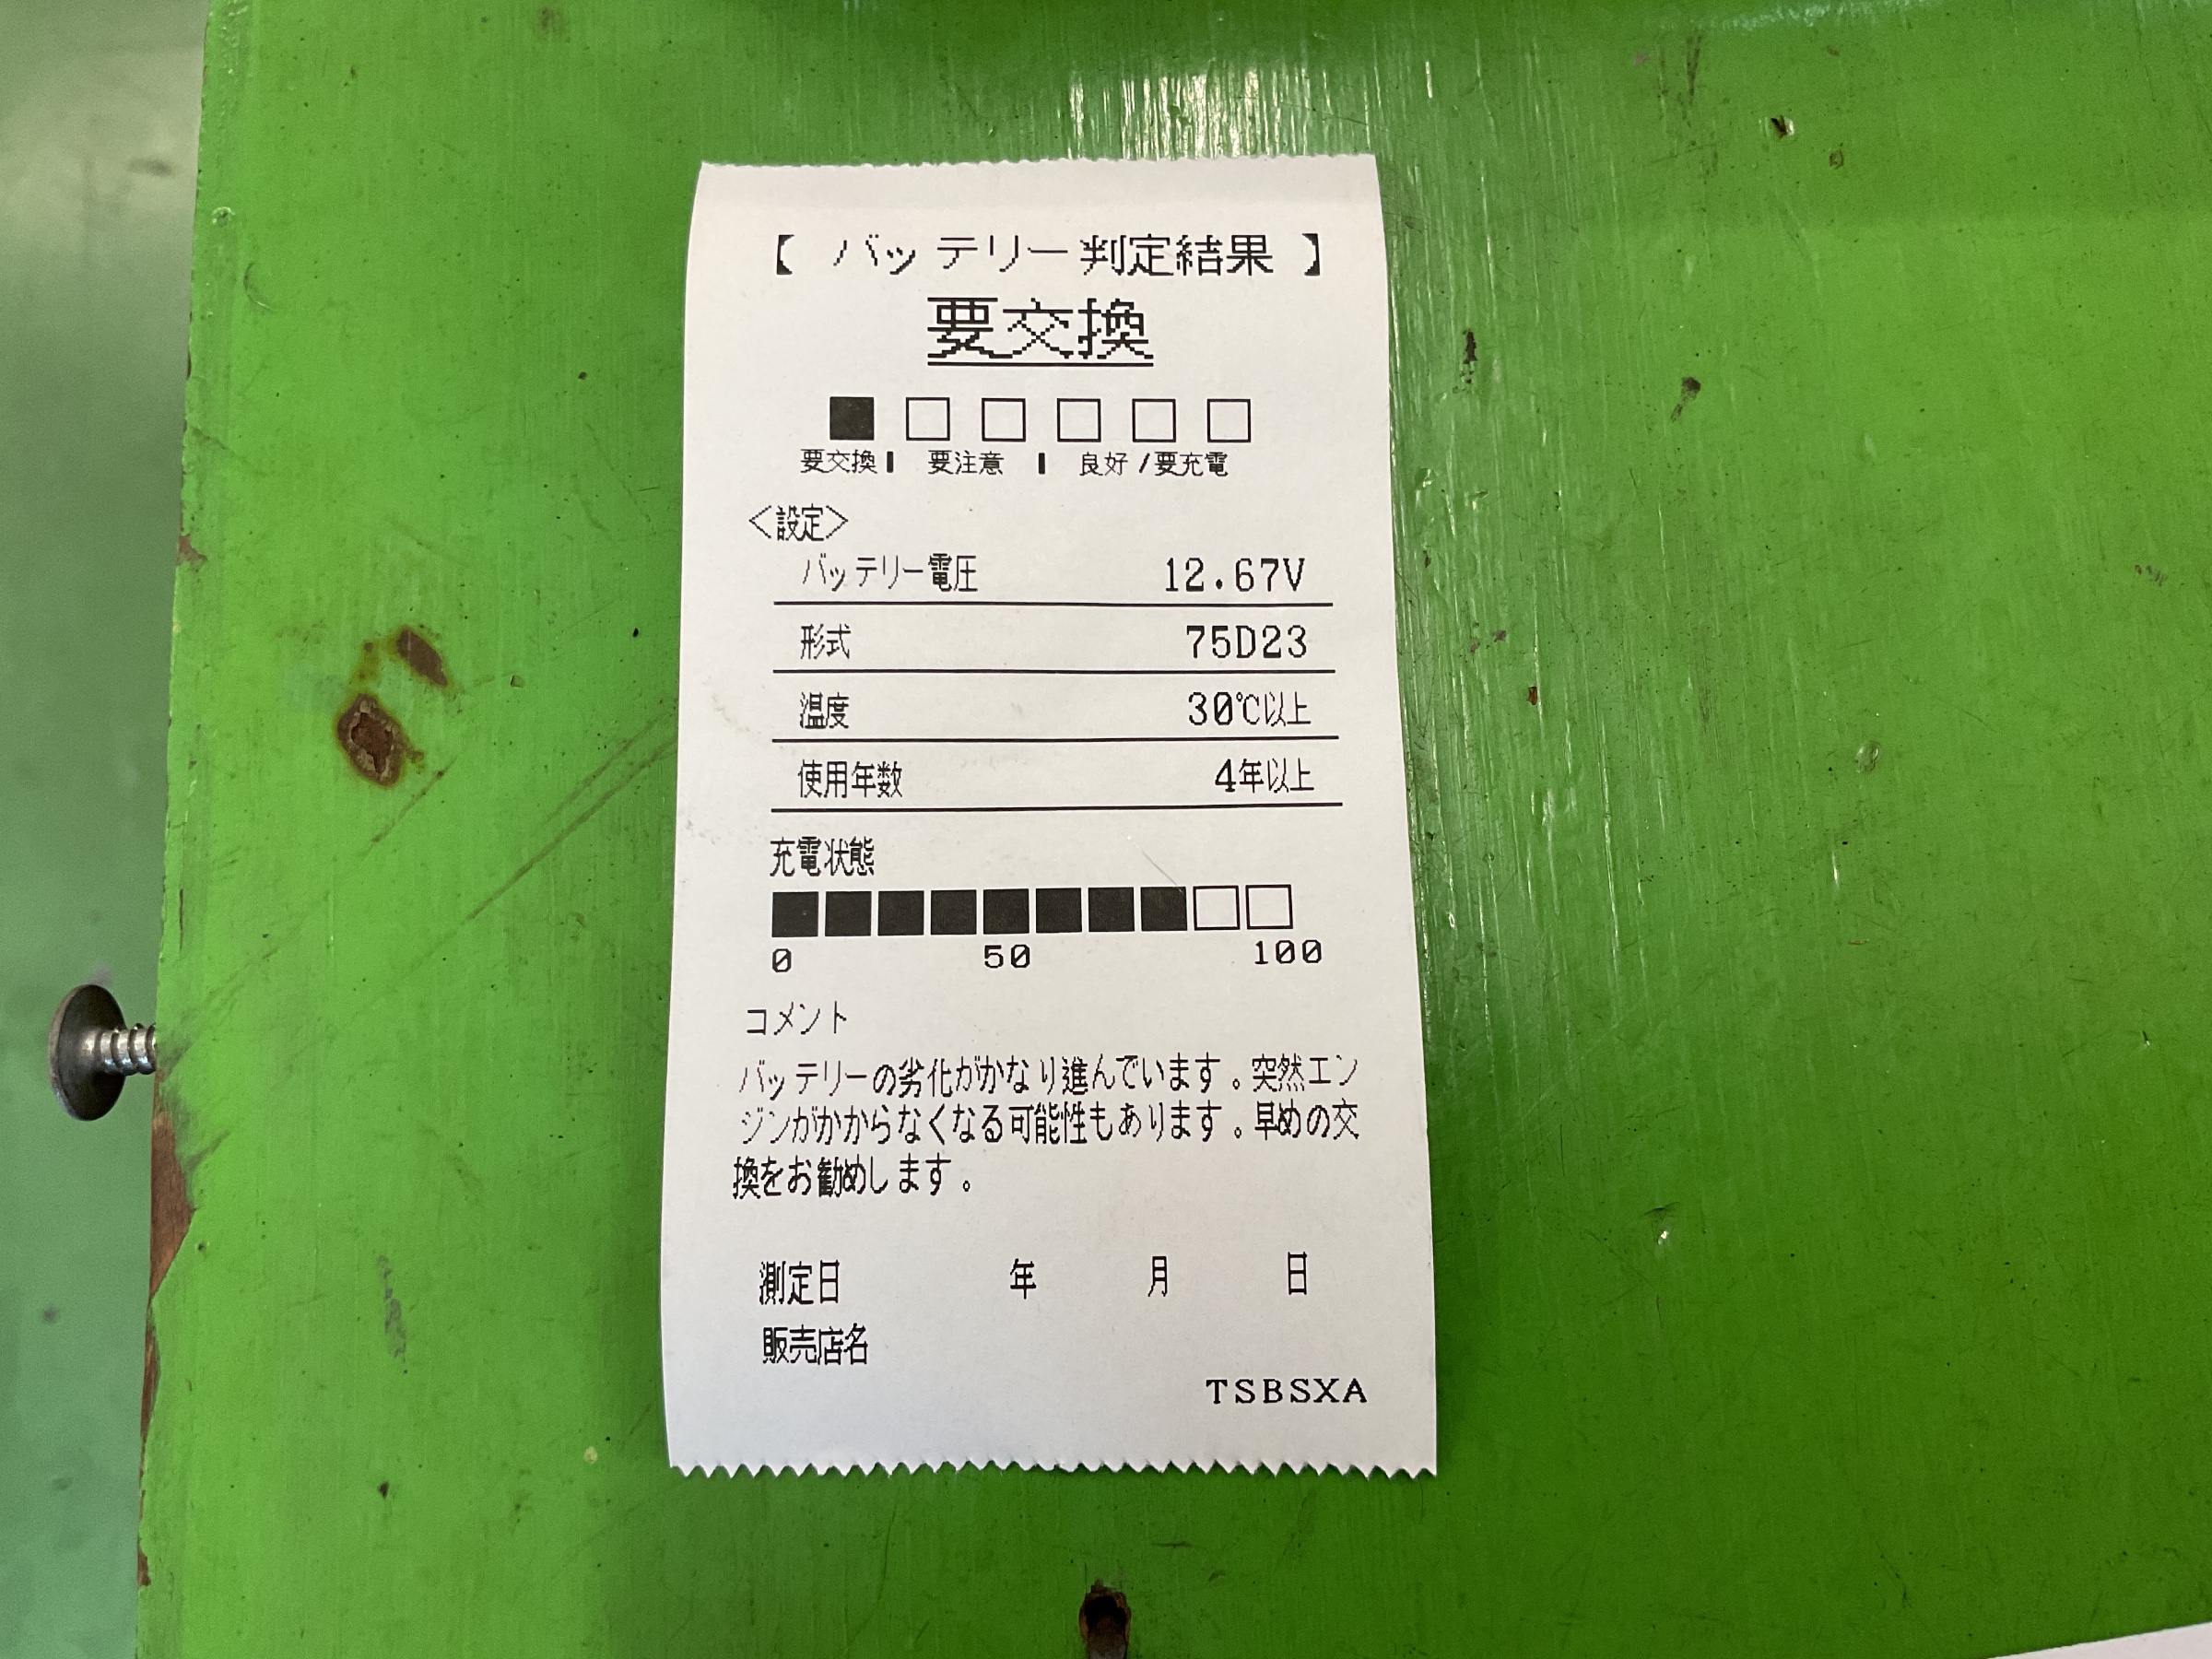 【 バッテリー判定結果 】
要交換
要交換 | 要注意 | 良好 / 要充電
<設定>
バッテリー電圧 12.67V
形式 75D23
温度 30℃以上
使用年数 4年以上
充電状態
0 50 100
コメント
バッテリーの劣化がかなり進んでいます。突然エン
ジンがかからなくなる可能性もあります。早めの交
換をお勧めします。
測定日 年 月 日
販売店名
TSBSXA